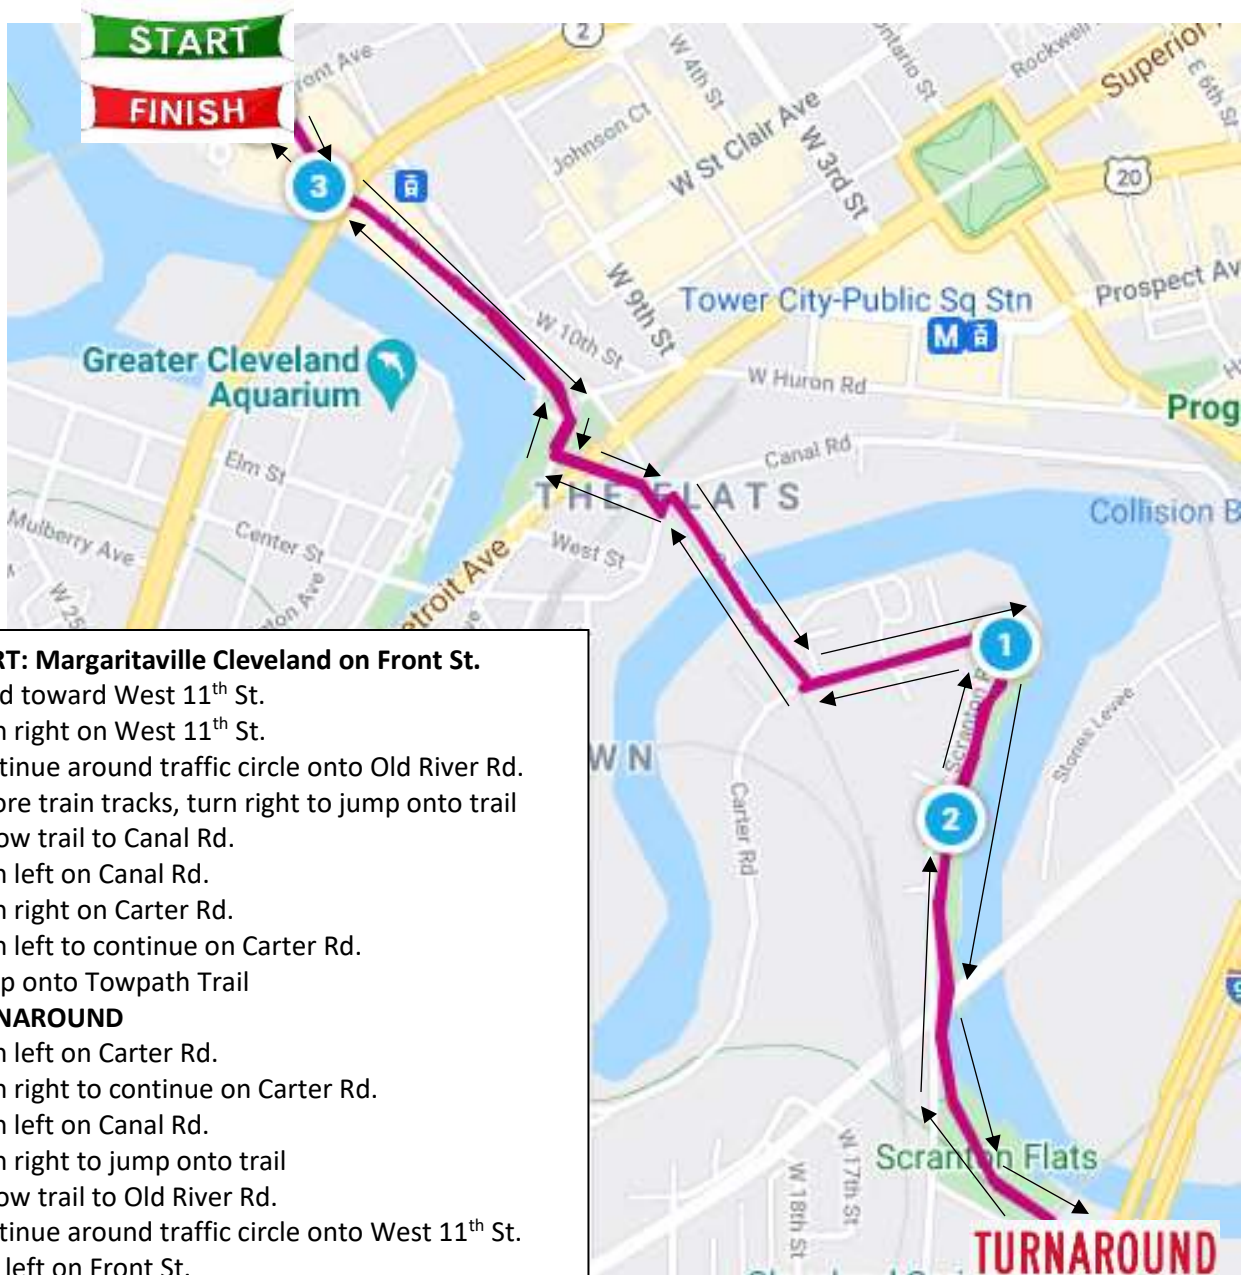 START
FINISH
ront Ave
2
W 4th St
Ontario St
Rockwell
Superior
E 6th St
Johnson Ct
W St Clair Ave
W 3rd St
20
3
W 9th St
Tower City-Public Sq Stn
Prospect Av
M
W 10th St
Greater Cleveland
Aquarium
W Huron Rd
Prog
Canal Rd
Elm St
THE FLATS
Collision B
Mulberry Ave
Center St
West St
etroit Ave
W 25
ton Ave
1
Scranton R
Stones Levee
WN
2
Carter Rd
9
RT: Margaritaville Cleveland on Front St.
d toward West 11th St.
n right on West 11th St.
tinue around traffic circle onto Old River Rd.
ore train tracks, turn right to jump onto trail
ow trail to Canal Rd.
n left on Canal Rd.
n right on Carter Rd.
n left to continue on Carter Rd.
p onto Towpath Trail
NAROUND
n left on Carter Rd.
n right to continue on Carter Rd.
n left on Canal Rd.
n right to jump onto trail
ow trail to Old River Rd.
tinue around traffic circle onto West 11th St.
left on Front St.
W 17th St
W 18th St
Scranton Flats
TURNAROUND